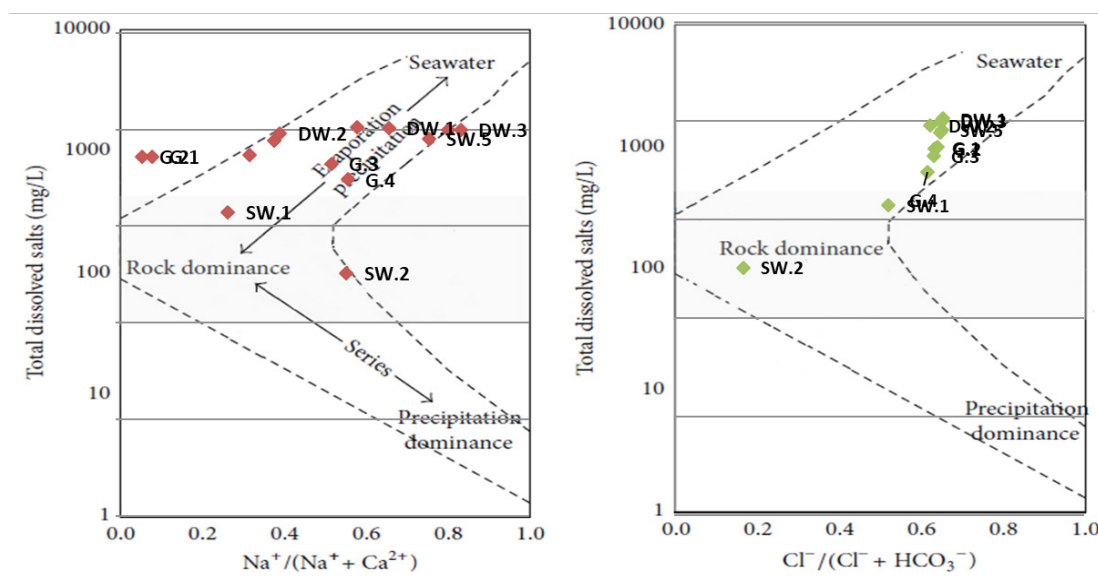 10000
1000
100
10
1
Total dissolved salts (mg/L)
0.0
0.2
0.4
0.6
0.8
1.0
Na⁺/(Na⁺ + Ca²⁺)
Seawater
Evaporation
precipitation
Rock dominance
Series
Precipitation
dominance
G.1
DW.2
DW.1
DW.3
SW.5
G.3
G.4
SW.1
SW.2
10000
1000
100
10
1
Total dissolved salts (mg/L)
0.0
0.2
0.4
0.6
0.8
1.0
Cl⁻/(Cl⁻ + HCO₃⁻)
Seawater
Rock dominance
Precipitation
dominance
SW.5
G.3
G.4
SW.1
SW.2